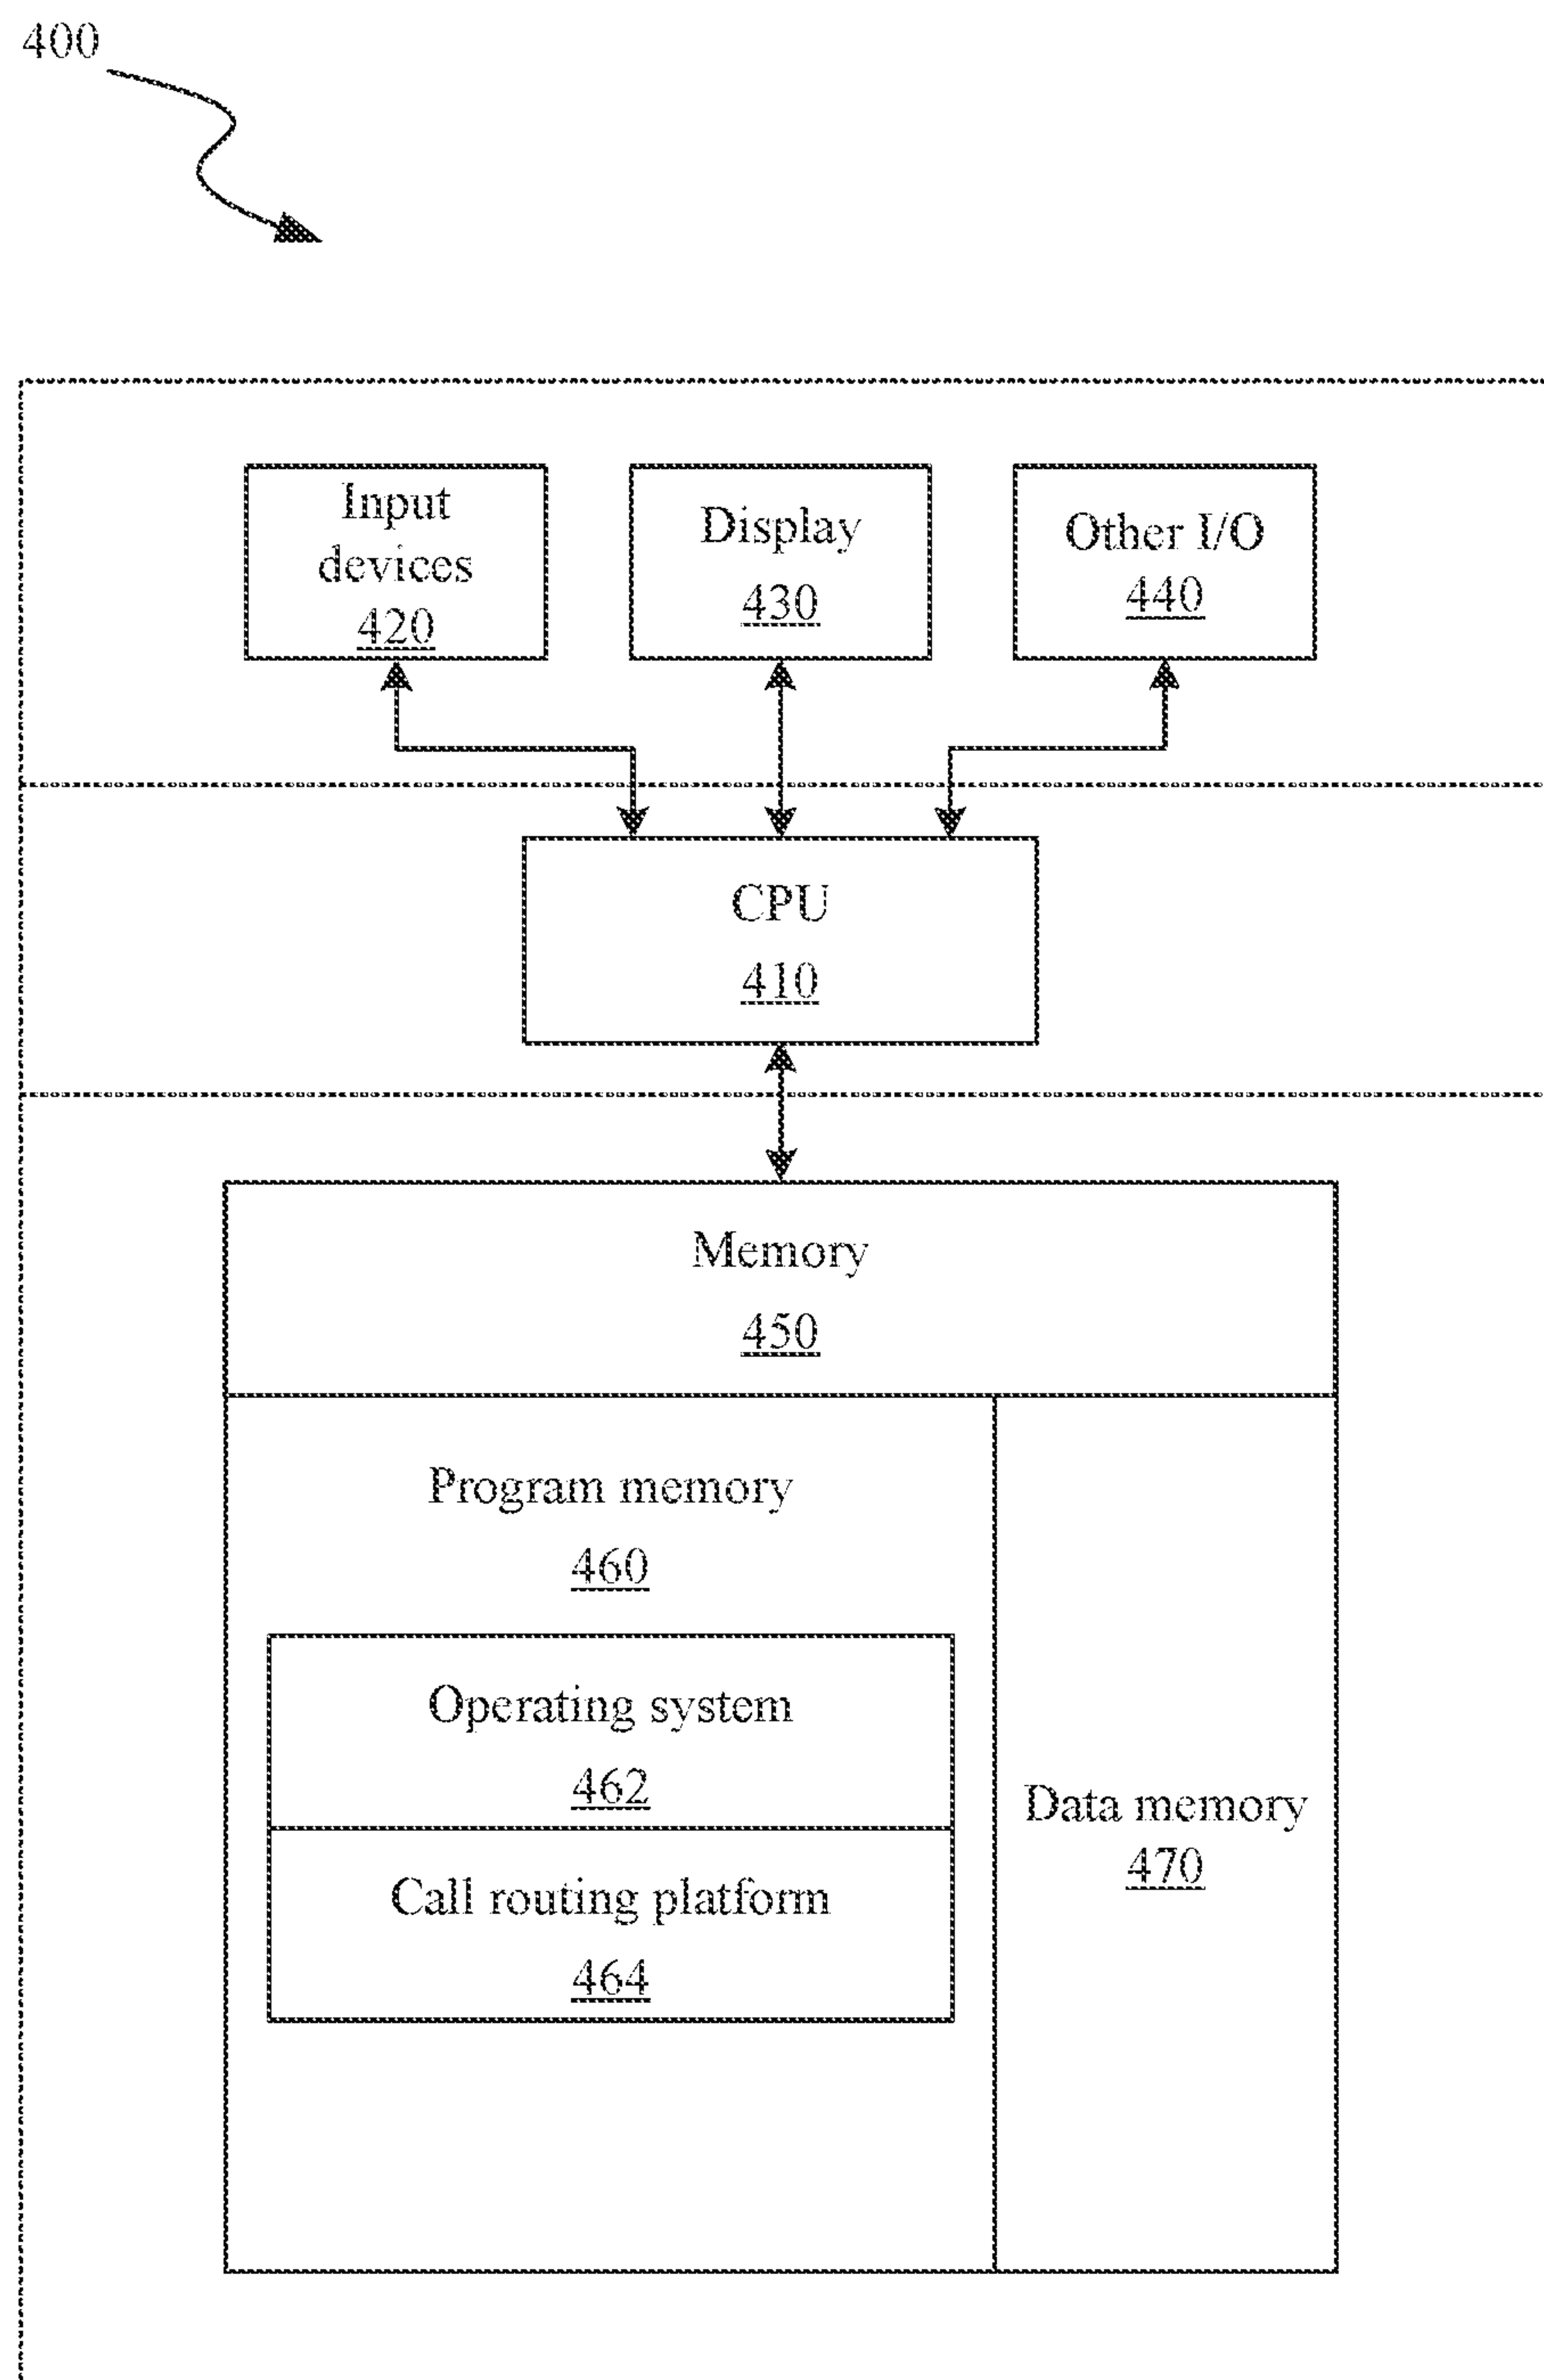 400
Input
devices
420
Display
430
Other I/O
440
CPU
410
Memory
450
Program memory
460
Operating system
462
Call routing platform
464
Data memory
470